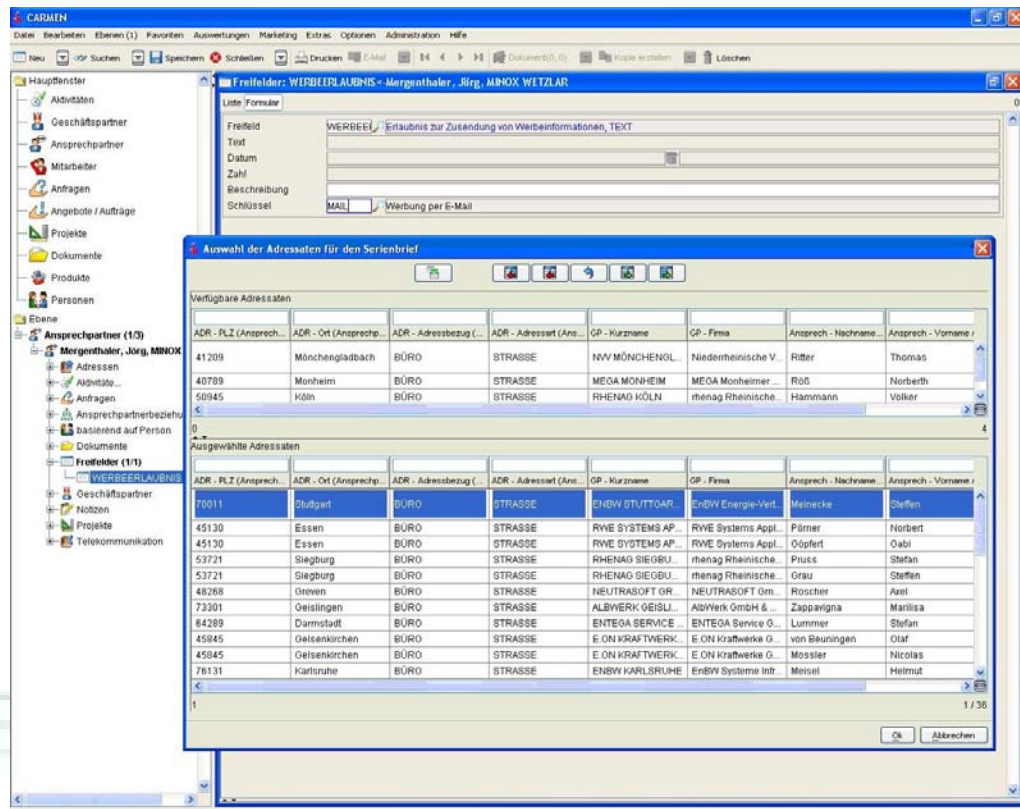 CARMEN
Datei Bearbeiten Ebenen (1) Favoriten Auswertungen Marketing Extras Optionen Administration Hilfe
Neu Suchen Speichern Schließen Drucken E-Mail Dokument(0,0) Kopie erstellen Löschen
Hauptfenster
Aktivitäten
Geschäftspartner
Ansprechpartner
Mitarbeiter
Anfragen
Angebote / Aufträge
Projekte
Dokumente
Produkte
Personen
Ebene
Ansprechpartner (1/3)
Mergenthaler, Jörg, MINOX
Adressen
Aktivitäte...
Anfragen
Ansprechpartnerbeziehu
basierend auf Person
Dokumente
Freifelder (1/1)
WERBEERLAUBNIS
Geschäftspartner
Notizen
Projekte
Telekommunikation
Freifelder: WERBEERLAUBNIS<-Mergenthaler, Jörg, MINOX WETZLAR
Liste Formular 0
Freifeld WERBEE Erlaubnis zur Zusendung von Werbeinformationen, TEXT
Text
Datum
Zahl
Beschreibung
Schlüssel MAIL Werbung per E-Mail
Auswahl der Adressaten für den Serienbrief
Verfügbare Adressaten
ADR - PLZ (Ansprech... ADR - Ort (Ansprechp... ADR - Adressbezug (... ADR - Adressart (Ans... GP - Kurzname GP - Firma Ansprech - Nachname... Ansprech - Vorname
41209 Mönchengladbach BÜRO STRASSE NVV MÖNCHENGL... Niederrheinische V... Ritter Thomas
40789 Monheim BÜRO STRASSE MEGA MONHEIM MEGA Monheimer ... Röß Norberth
50945 Köln BÜRO STRASSE RHENAG KÖLN rhenag Rheinische... Hammann Volker
0 4
Ausgewählte Adressaten
ADR - PLZ (Ansprech... ADR - Ort (Ansprechp... ADR - Adressbezug (... ADR - Adressart (Ans... GP - Kurzname GP - Firma Ansprech - Nachname... Ansprech - Vorname
70011 Stuttgart BÜRO STRASSE ENBW STUTTGAR... EnBW Energie-Vert... Meinecke Steffen
45130 Essen BÜRO STRASSE RWE SYSTEMS AP... RWE Systems Appl... Pürner Norbert
45130 Essen BÜRO STRASSE RWE SYSTEMS AP... RWE Systems Appl... Göpfert Gabi
53721 Siegburg BÜRO STRASSE RHENAG SIEGBU... rhenag Rheinische... Pruss Stefan
53721 Siegburg BÜRO STRASSE RHENAG SIEGBU... rhenag Rheinische... Grau Steffen
48268 Greven BÜRO STRASSE NEUTRASOFT GR... NEUTRASOFT Gm... Roscher Axel
73301 Geislingen BÜRO STRASSE ALBWERK GEISLI... AlbWerk GmbH & ... Zappavigna Marilisa
64289 Darmstadt BÜRO STRASSE ENTEGA SERVICE ... ENTEGA Service G... Lummer Stefan
45845 Gelsenkirchen BÜRO STRASSE E.ON KRAFTWERK... E.ON Kraftwerke G... von Beuningen Olaf
45845 Gelsenkirchen BÜRO STRASSE E.ON KRAFTWERK... E.ON Kraftwerke G... Mossler Nicolas
76131 Karlsruhe BÜRO STRASSE ENBW KARLSRUHE EnBW Systeme Infr... Meisel Helmut
1 1 / 36
Ok Abbrechen